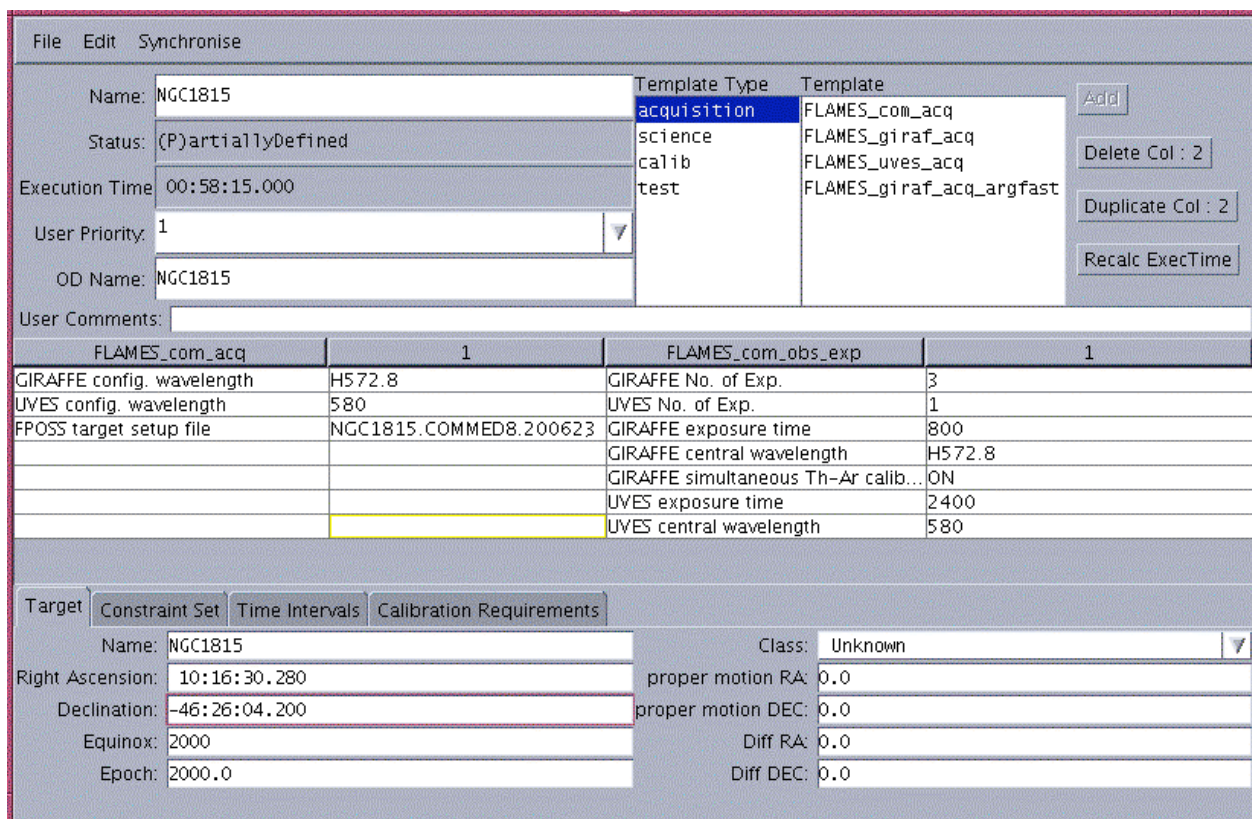 File Edit Synchronise
Name: NGC1815
Status: (P)artiallyDefined
Execution Time 00:58:15.000
User Priority: 1
OD Name: NGC1815
User Comments:
Template Type Template
acquisition FLAMES_com_acq
science FLAMES_giraf_acq
calib FLAMES_uves_acq
test FLAMES_giraf_acq_argfast
Add
Delete Col : 2
Duplicate Col : 2
Recalc ExecTime
FLAMES_com_acq 1 FLAMES_com_obs_exp 1
GIRAFFE config. wavelength H572.8 GIRAFFE No. of Exp. 3
UVES config. wavelength 580 UVES No. of Exp. 1
FPOSS target setup file NGC1815.COMMED8.200623 GIRAFFE exposure time 800
GIRAFFE central wavelength H572.8
GIRAFFE simultaneous Th-Ar calib... ON
UVES exposure time 2400
UVES central wavelength 580
Target Constraint Set Time Intervals Calibration Requirements
Name: NGC1815 Class: Unknown
Right Ascension: 10:16:30.280 proper motion RA: 0.0
Declination: -46:26:04.200 proper motion DEC: 0.0
Equinox: 2000 Diff RA: 0.0
Epoch: 2000.0 Diff DEC: 0.0